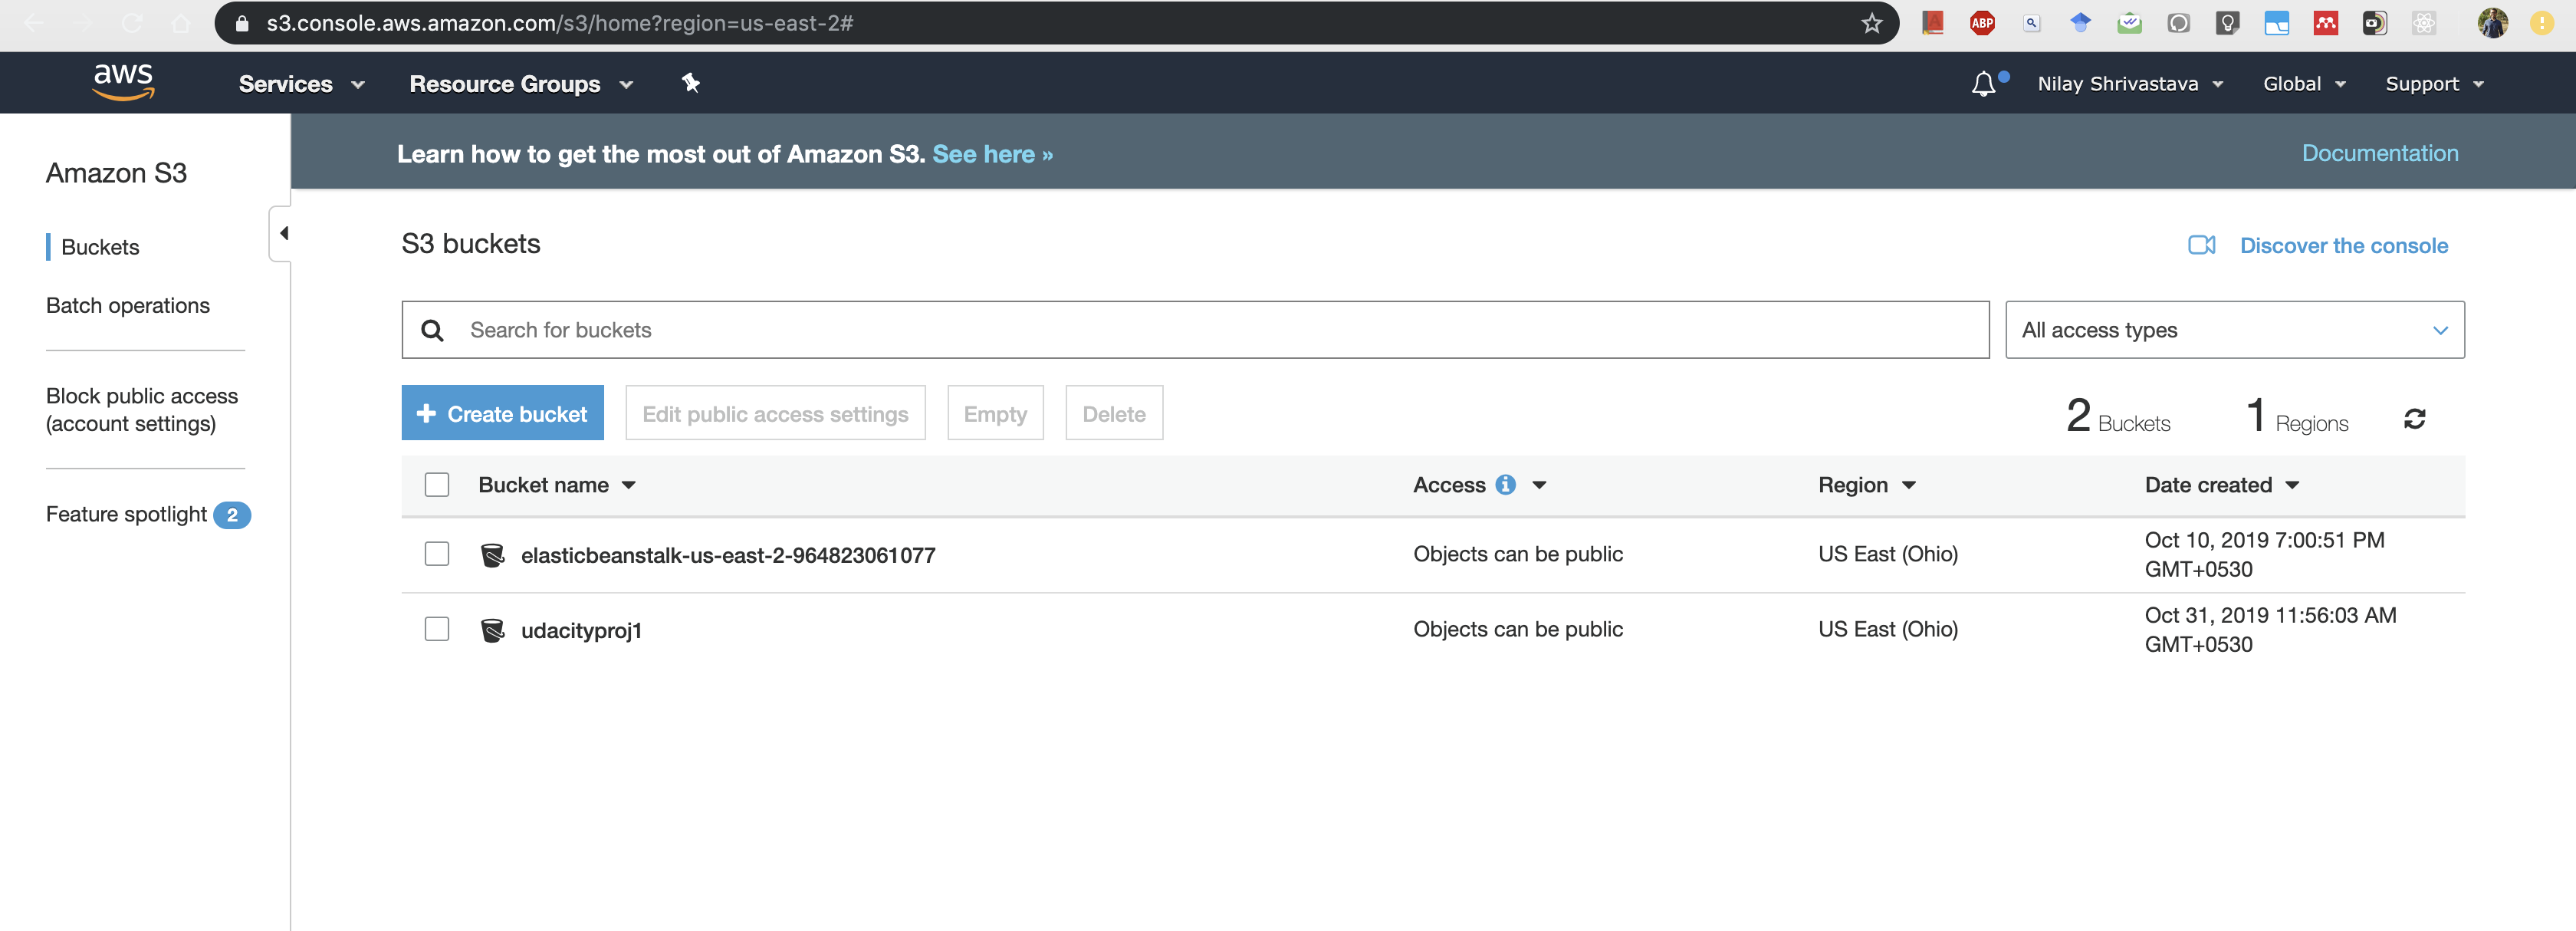 s3.console.aws.amazon.com/s3/home?region=us-east-2#
ABP
aws
Services
Resource Groups
Nilay Shrivastava
Global
Support
Amazon S3
Learn how to get the most out of Amazon S3. See here »
Documentation
Buckets
Batch operations
Block public access
(account settings)
Feature spotlight 2
S3 buckets
Discover the console
Search for buckets
All access types
Create bucket
Edit public access settings
Empty
Delete
2 Buckets
1 Regions
Bucket name
Access
Region
Date created
elasticbeanstalk-us-east-2-964823061077
Objects can be public
US East (Ohio)
Oct 10, 2019 7:00:51 PM
GMT+0530
udacityproj1
Objects can be public
US East (Ohio)
Oct 31, 2019 11:56:03 AM
GMT+0530